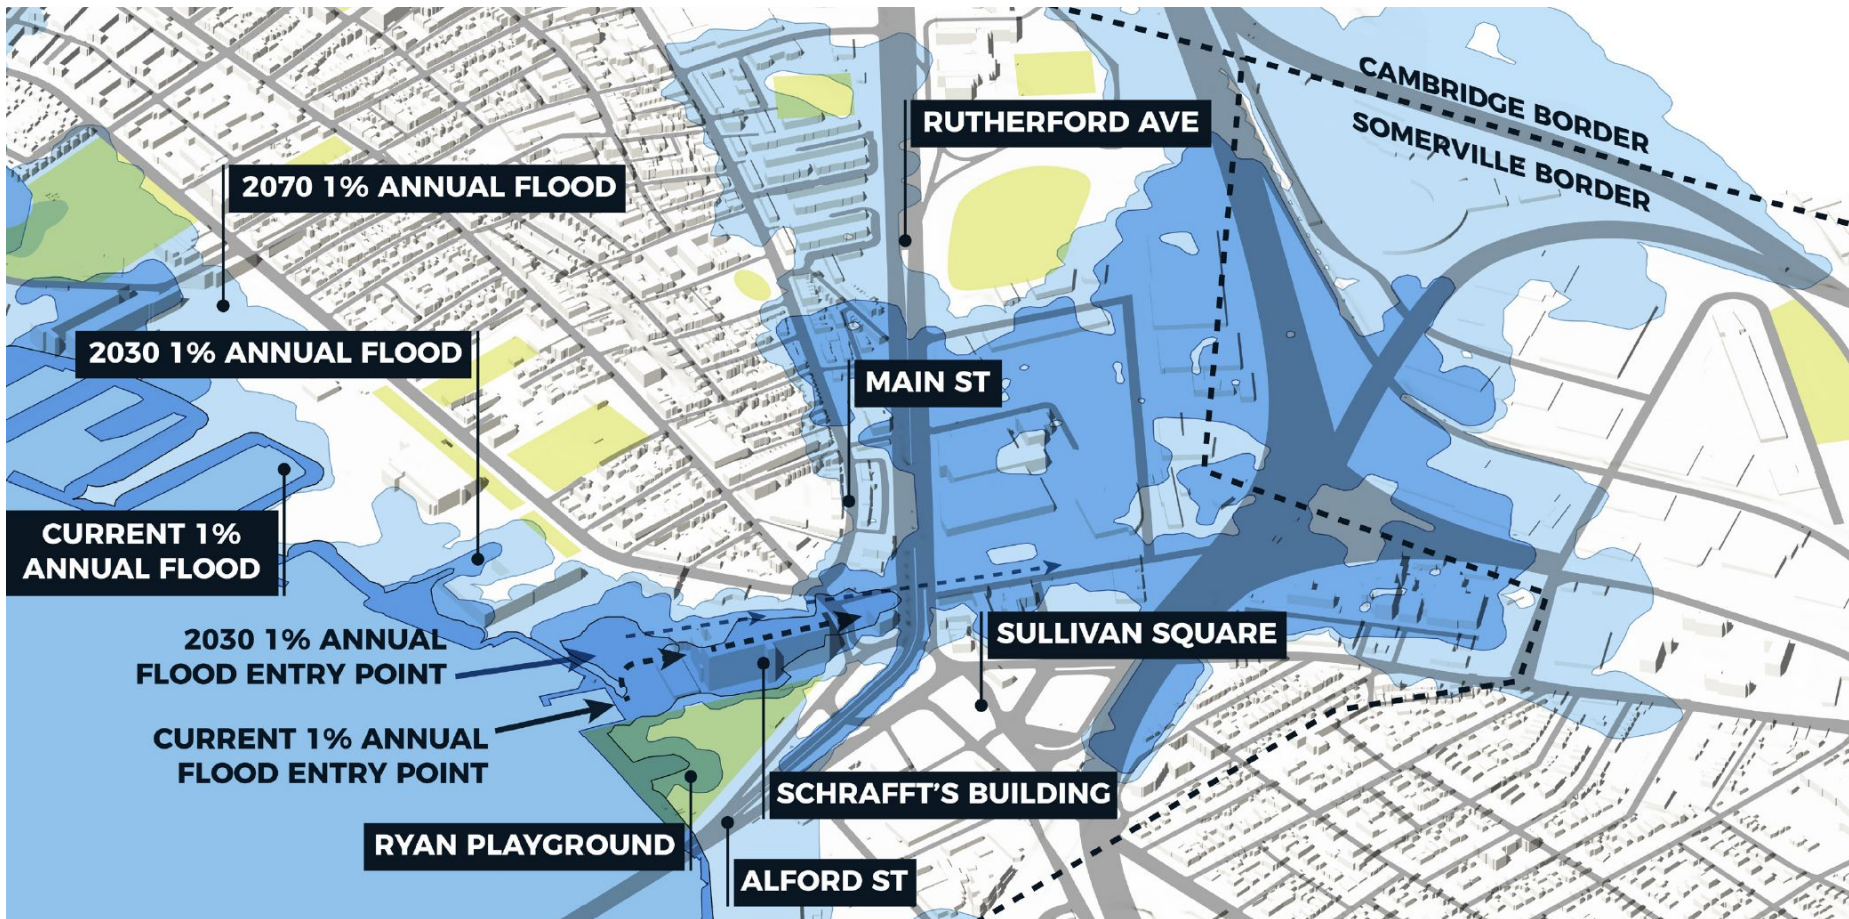 CAMBRIDGE BORDER
SOMERVILLE BORDER
RUTHERFORD AVE
2070 1% ANNUAL FLOOD
2030 1% ANNUAL FLOOD
MAIN ST
CURRENT 1%
ANNUAL FLOOD
2030 1% ANNUAL
FLOOD ENTRY POINT
SULLIVAN SQUARE
CURRENT 1% ANNUAL
FLOOD ENTRY POINT
SCHRAFFT'S BUILDING
RYAN PLAYGROUND
ALFORD ST